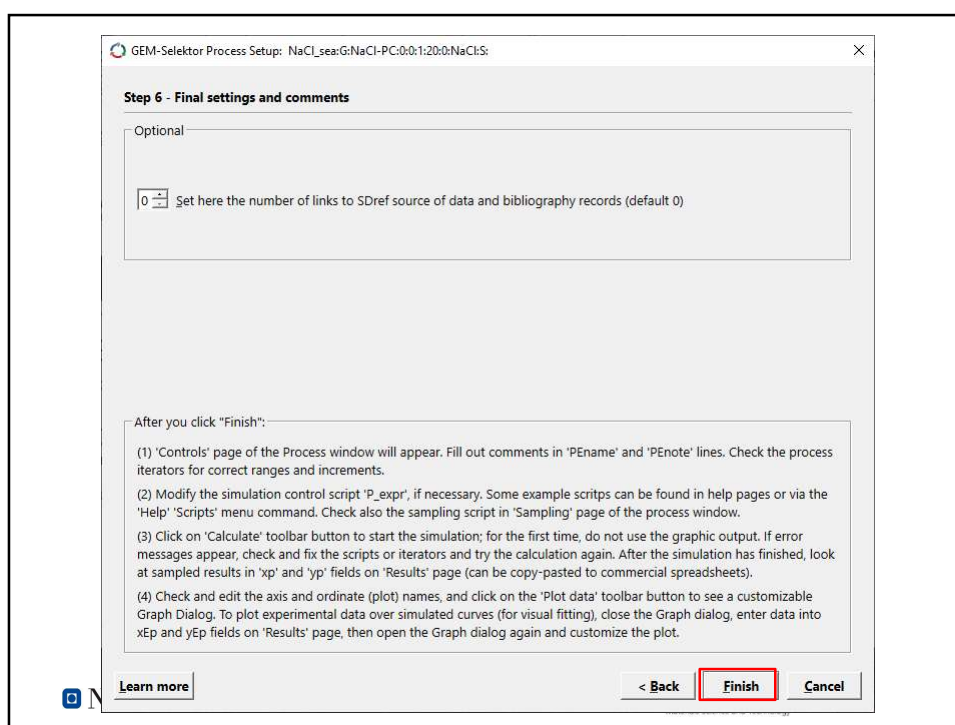 GEM-Selektor Process Setup: NaCl_sea:G:NaCl-PC:0:0:1:20:0:NaCl:S:
Step 6 - Final settings and comments
Optional
0 Set here the number of links to SDref source of data and bibliography records (default 0)
After you click "Finish":
(1) 'Controls' page of the Process window will appear. Fill out comments in 'PEname' and 'PEnote' lines. Check the process
iterators for correct ranges and increments.
(2) Modify the simulation control script 'P_expr', if necessary. Some example scritps can be found in help pages or via the
'Help' 'Scripts' menu command. Check also the sampling script in 'Sampling' page of the process window.
(3) Click on 'Calculate' toolbar button to start the simulation; for the first time, do not use the graphic output. If error
messages appear, check and fix the scripts or iterators and try the calculation again. After the simulation has finished, look
at sampled results in 'xp' and 'yp' fields on 'Results' page (can be copy-pasted to commercial spreadsheets).
(4) Check and edit the axis and ordinate (plot) names, and click on the 'Plot data' toolbar button to see a customizable
Graph Dialog. To plot experimental data over simulated curves (for visual fitting), close the Graph dialog, enter data into
xEp and yEp fields on 'Results' page, then open the Graph dialog again and customize the plot.
Learn more < Back Finish Cancel